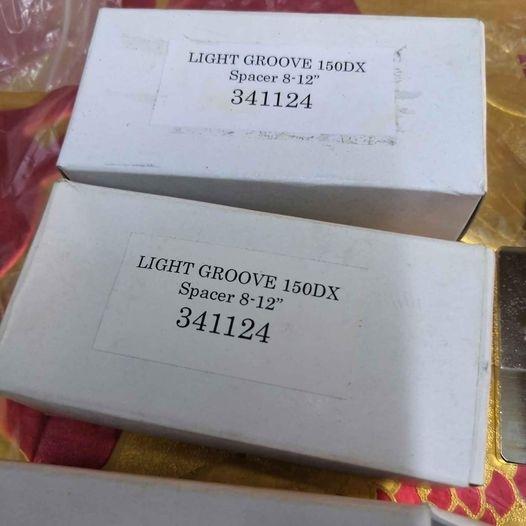 LIGHT GROOVE 150DX
Spacer 8-12”
341124
LIGHT GROOVE 150DX
Spacer 8-12”
341124